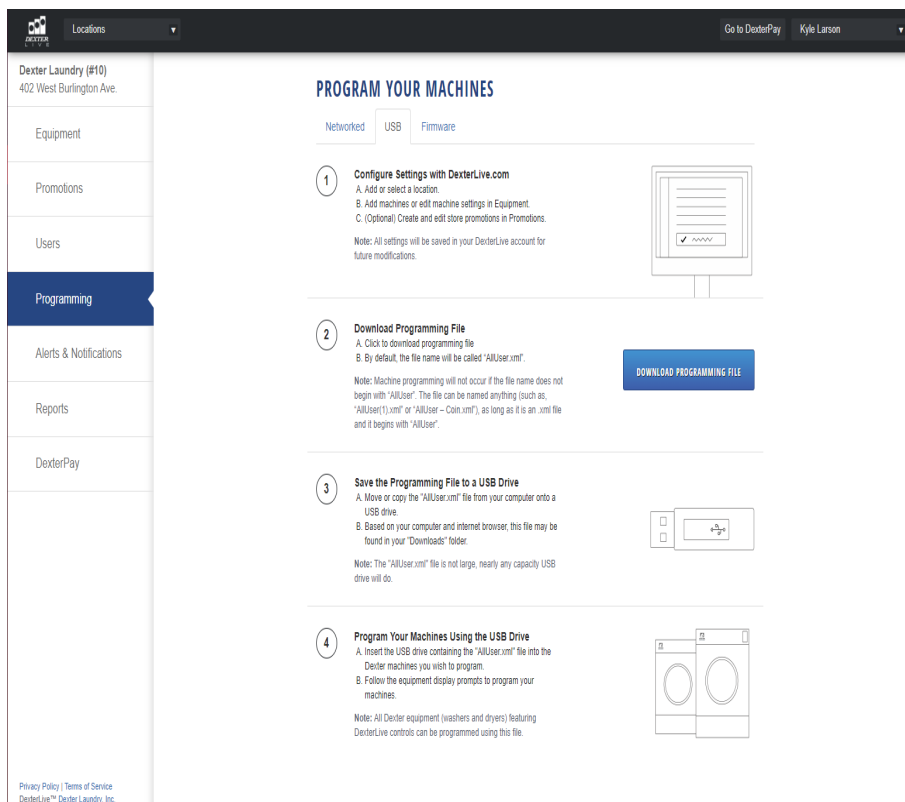 DEXTER
LIVE
Locations
Go to DexterPay
Kyle Larson
Dexter Laundry (#10)
402 West Burlington Ave.
Equipment
Promotions
Users
Programming
Alerts & Notifications
Reports
DexterPay
Privacy Policy | Terms of Service
DexterLive™ Dexter Laundry, Inc.
PROGRAM YOUR MACHINES
Networked USB Firmware
1
Configure Settings with DexterLive.com
A. Add or select a location.
B. Add machines or edit machine settings in Equipment.
C. (Optional) Create and edit store promotions in Promotions.
Note: All settings will be saved in your DexterLive account for
future modifications.
2
Download Programming File
A. Click to download programming file
B. By default, the file name will be called "AllUser.xml".
Note: Machine programming will not occur if the file name does not
begin with "AllUser". The file can be named anything (such as,
"AllUser(1).xml" or "AllUser – Coin.xml"), as long as it is an .xml file
and it begins with "AllUser".
DOWNLOAD PROGRAMMING FILE
3
Save the Programming File to a USB Drive
A. Move or copy the "AllUser.xml" file from your computer onto a
USB drive.
B. Based on your computer and internet browser, this file may be
found in your "Downloads" folder.
Note: The "AllUser.xml" file is not large, nearly any capacity USB
drive will do.
4
Program Your Machines Using the USB Drive
A. Insert the USB drive containing the "AllUser.xml" file into the
Dexter machines you wish to program.
B. Follow the equipment display prompts to program your
machines.
Note: All Dexter equipment (washers and dryers) featuring
DexterLive controls can be programmed using this file.